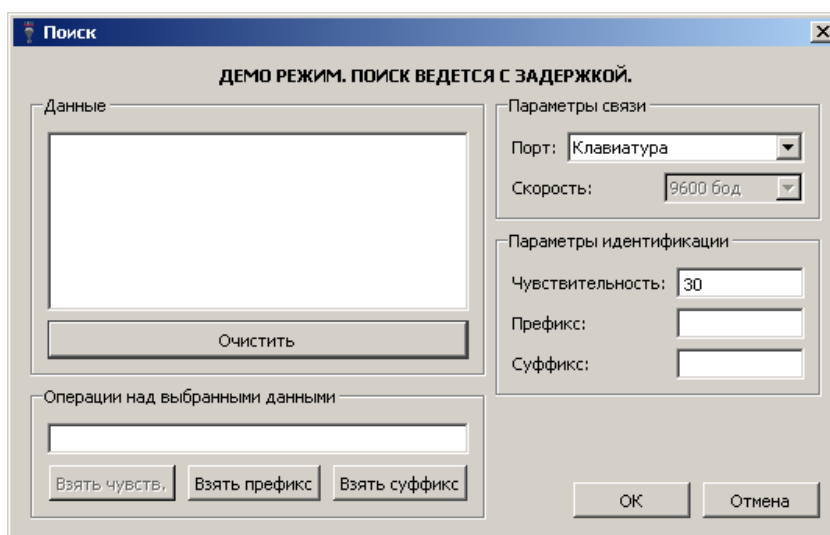 Поиск
ДЕМО РЕЖИМ. ПОИСК ВЕДЕТСЯ С ЗАДЕРЖКОЙ.
Данные
Очистить
Операции над выбранными данными
Взять чувств.
Взять префикс
Взять суффикс
Параметры связи
Порт: Клавиатура
Скорость: 9600 бод
Параметры идентификации
Чувствительность: 30
Префикс:
Суффикс:
OK
Отмена